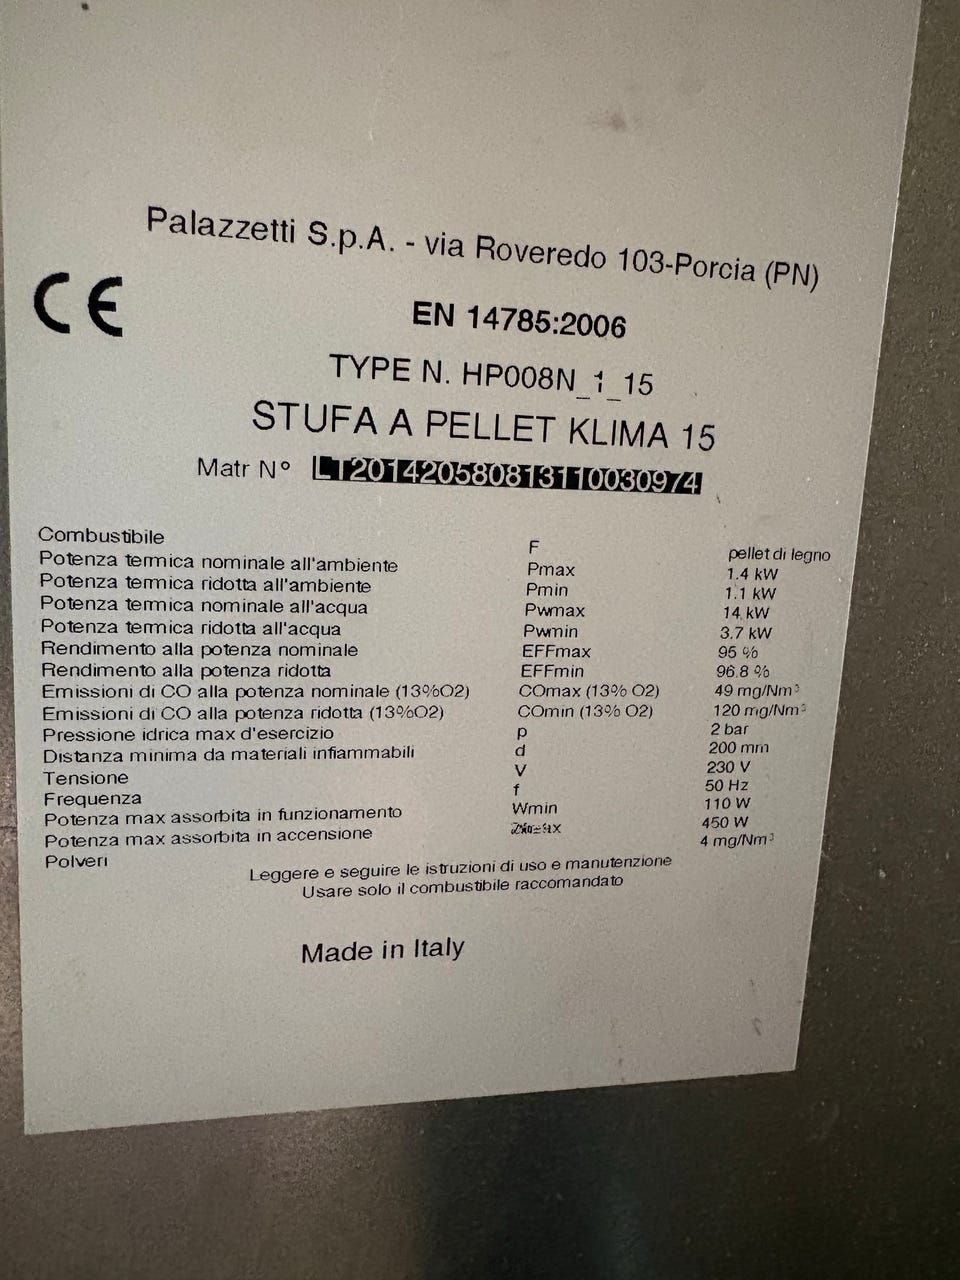 Palazzetti S.p.A. - via Roveredo 103-Porcia (PN)
CE
EN 14785:2006
TYPE N. HP008N_1_15
STUFA A PELLET KLIMA 15
Matr N° LT201420580813110030974
Combustibile F pellet di legno
Potenza termica nominale all'ambiente Pmax 1.4 kW
Potenza termica ridotta all'ambiente Pmin 1.1 kW
Potenza termica nominale all'acqua Pwmax 14 kW
Potenza termica ridotta all'acqua Pwmin 3.7 kW
Rendimento alla potenza nominale EFFmax 95 %
Rendimento alla potenza ridotta EFFmin 96.8 %
Emissioni di CO alla potenza nominale (13%O2) COmax (13% O2) 49 mg/Nm³
Emissioni di CO alla potenza ridotta (13%O2) COmin (13% O2) 120 mg/Nm³
Pressione idrica max d'esercizio p 2 bar
Distanza minima da materiali infiammabili d 200 mm
Tensione V 230 V
Frequenza f 50 Hz
Potenza max assorbita in funzionamento Wmin 110 W
Potenza max assorbita in accensione 450 W
Polveri 4 mg/Nm³
Leggere e seguire le istruzioni di uso e manutenzione
Usare solo il combustibile raccomandato
Made in Italy